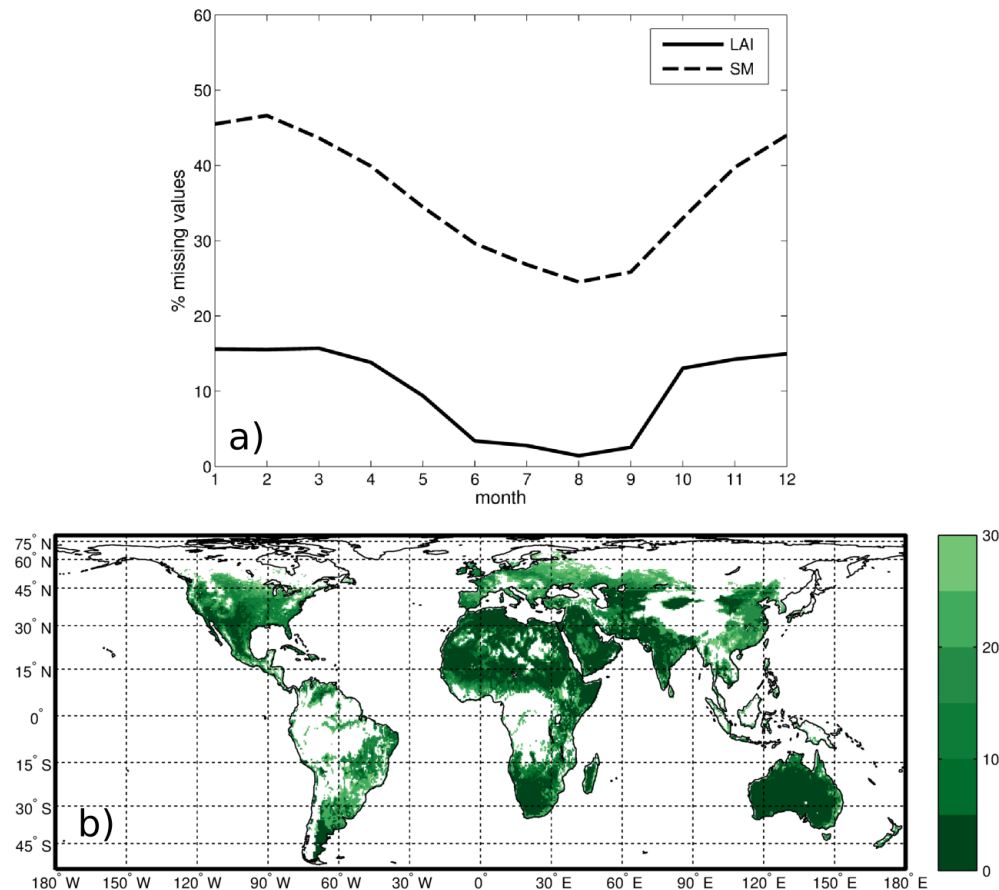 60
50
40
30
20
10
0
LAI
SM
% missing values
a)
1 2 3 4 5 6 7 8 9 10 11 12
month
75° N
60° N
45° N
30° N
15° N
0°
15° S
30° S
45° S
b)
180° W 150° W 120° W 90° W 60° W 30° W 0° 30° E 60° E 90° E 120° E 150° E 180° E
30
20
10
0